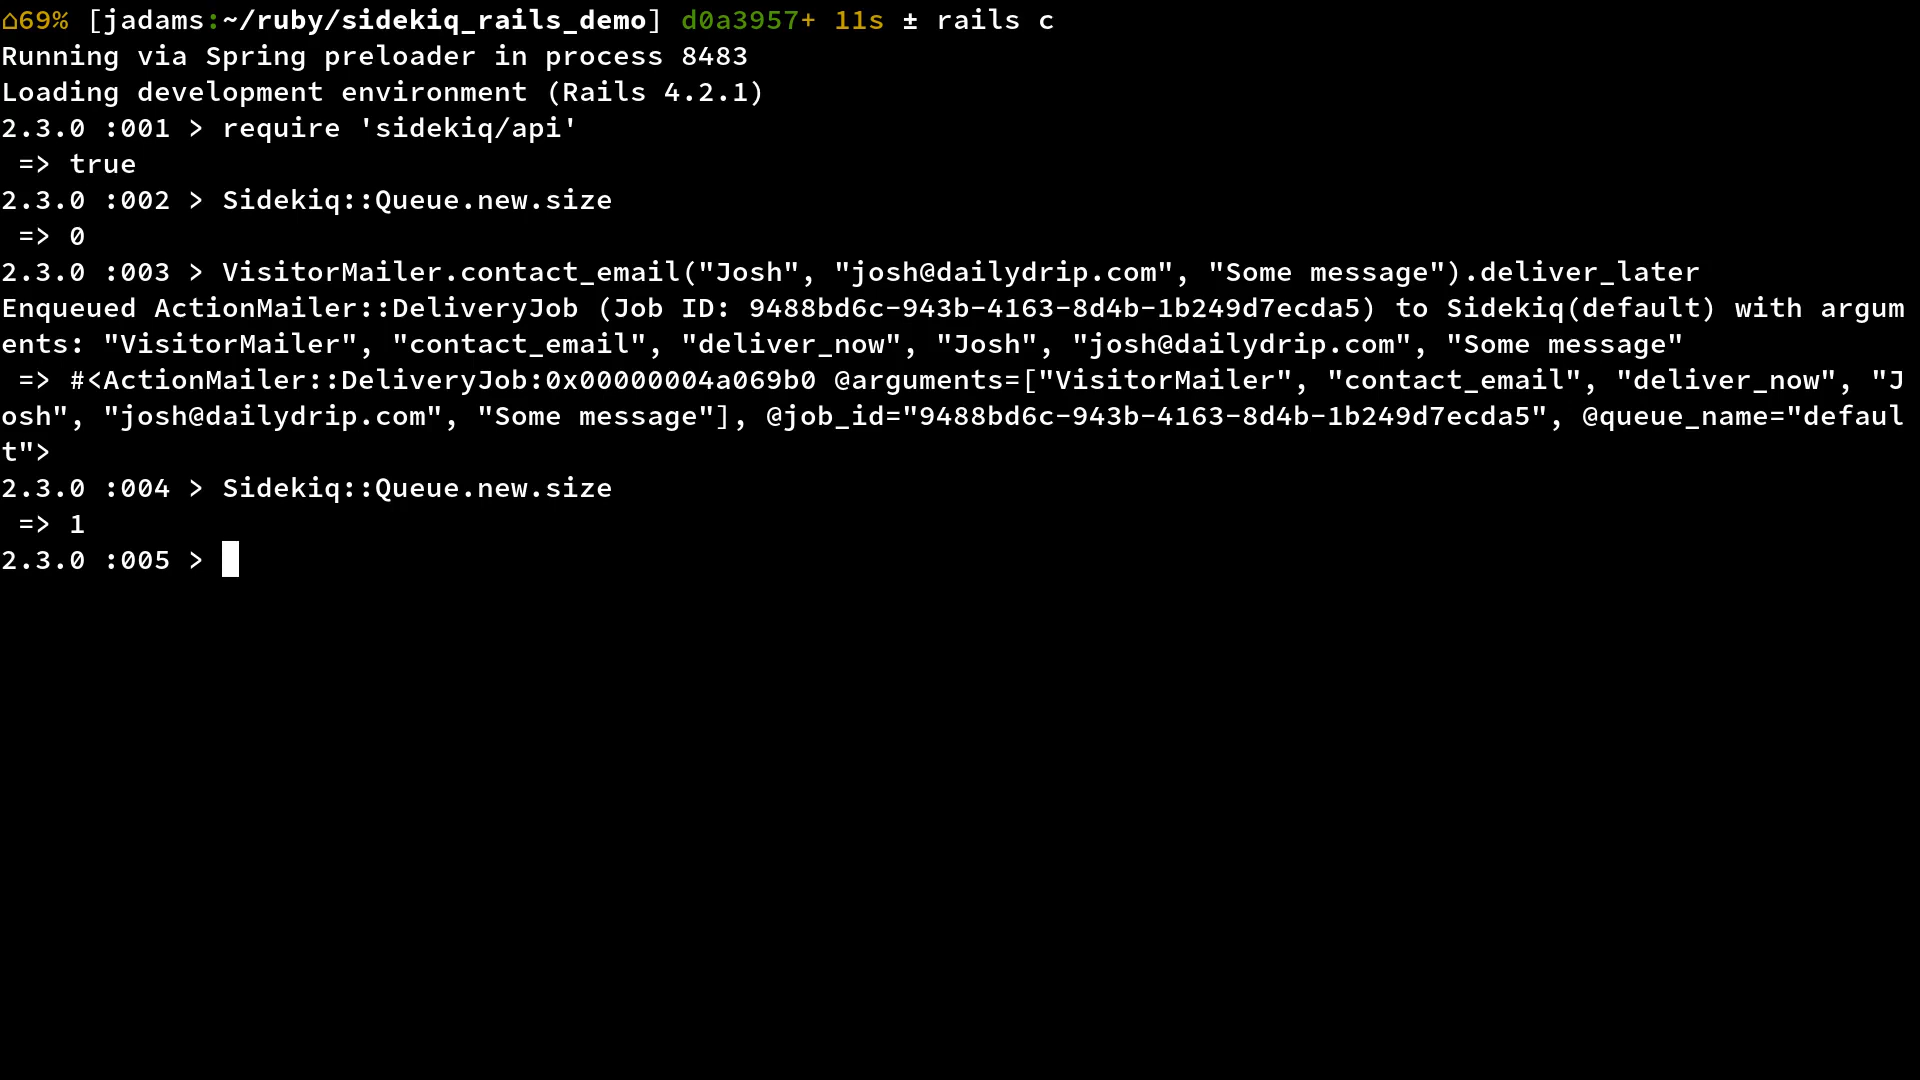 ⌂69% [jadams:~/ruby/sidekiq_rails_demo] d0a3957+ 11s ± rails c
Running via Spring preloader in process 8483
Loading development environment (Rails 4.2.1)
2.3.0 :001 > require 'sidekiq/api'
 => true
2.3.0 :002 > Sidekiq::Queue.new.size
 => 0
2.3.0 :003 > VisitorMailer.contact_email("Josh", "josh@dailydrip.com", "Some message").deliver_later
Enqueued ActionMailer::DeliveryJob (Job ID: 9488bd6c-943b-4163-8d4b-1b249d7ecda5) to Sidekiq(default) with argum
ents: "VisitorMailer", "contact_email", "deliver_now", "Josh", "josh@dailydrip.com", "Some message"
 => #<ActionMailer::DeliveryJob:0x00000004a069b0 @arguments=["VisitorMailer", "contact_email", "deliver_now", "J
osh", "josh@dailydrip.com", "Some message"], @job_id="9488bd6c-943b-4163-8d4b-1b249d7ecda5", @queue_name="defaul
t">
2.3.0 :004 > Sidekiq::Queue.new.size
 => 1
2.3.0 :005 >